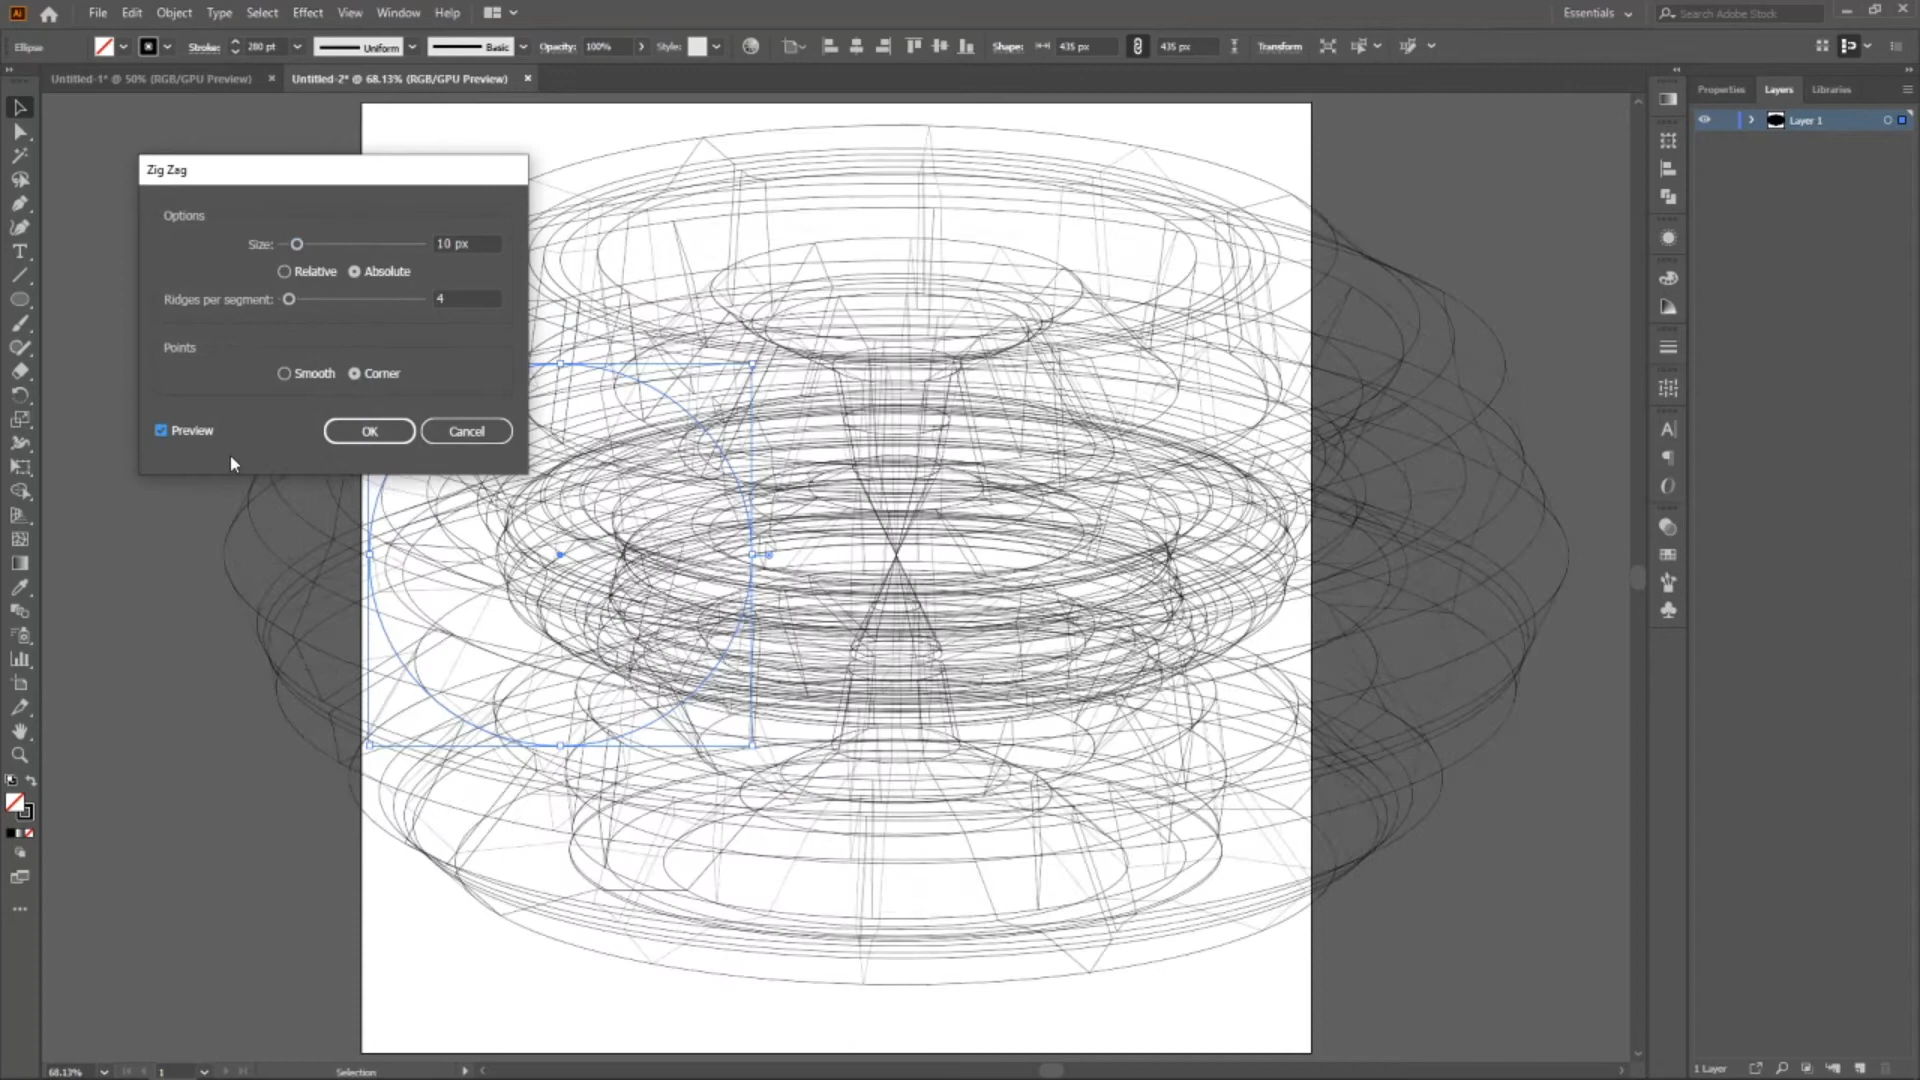 Ai File Edit Object Type Select Effect View Window Help Essentials Search Adobe Stock
Ellipse Stroke: 280 pt Uniform Basic Opacity: 100% Style: Shape: 435 px 435 px Transform
Untitled-1* @ 50% (RGB/GPU Preview) × Untitled-2* @ 68.13% (RGB/GPU Preview) ×
Properties Layers Libraries
Layer 1
Zig Zag
Options
Size: 10 px
Relative Absolute
Ridges per segment: 4
Points
Smooth Corner
Preview OK Cancel
68.13% 1 Selection 1 Layer